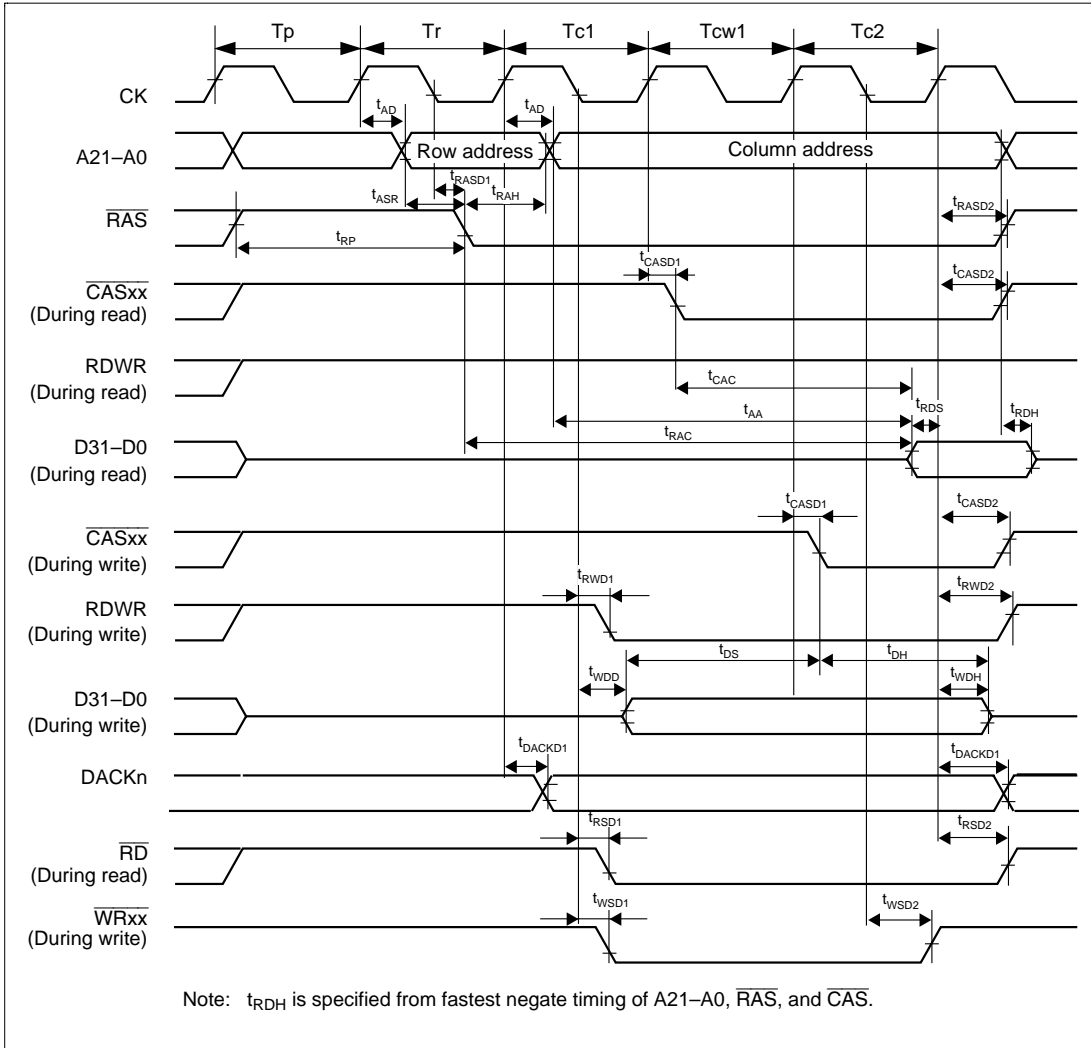 Tp Tr Tc1 Tcw1 Tc2
CK
tAD tAD
A21–A0 Row address Column address
tRASD1
tASR tRAH
RAS tRASD2
tRP
tCASD1
CASxx tCASD2
(During read)
RDWR
(During read) tCAC
tRDS
tAA tRDH
tRAC
D31–D0
(During read)
tCASD1 tCASD2
CASxx
(During write)
tRWD1 tRWD2
RDWR
(During write)
tDS tDH
tWDD tWDH
D31–D0
(During write)
tDACKD1 tDACKD1
DACKn
tRSD1 tRSD2
RD
(During read)
tWSD1 tWSD2
WRxx
(During write)
Note: tRDH is specified from fastest negate timing of A21–A0, RAS, and CAS.